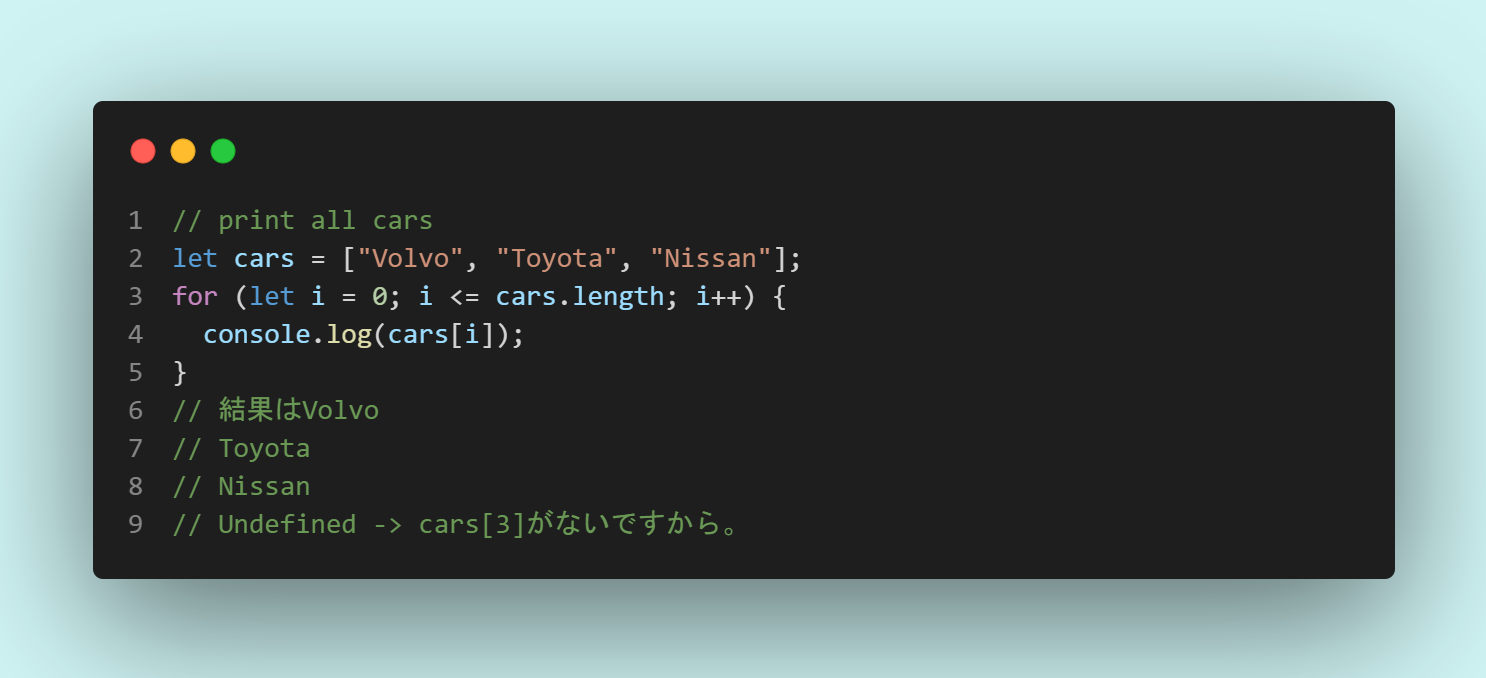 1 // print all cars
2 let cars = ["Volvo", "Toyota", "Nissan"];
3 for (let i = 0; i <= cars.length; i++) {
4   console.log(cars[i]);
5 }
6 // 結果はVolvo
7 // Toyota
8 // Nissan
9 // Undefined -> cars[3]がないですから。